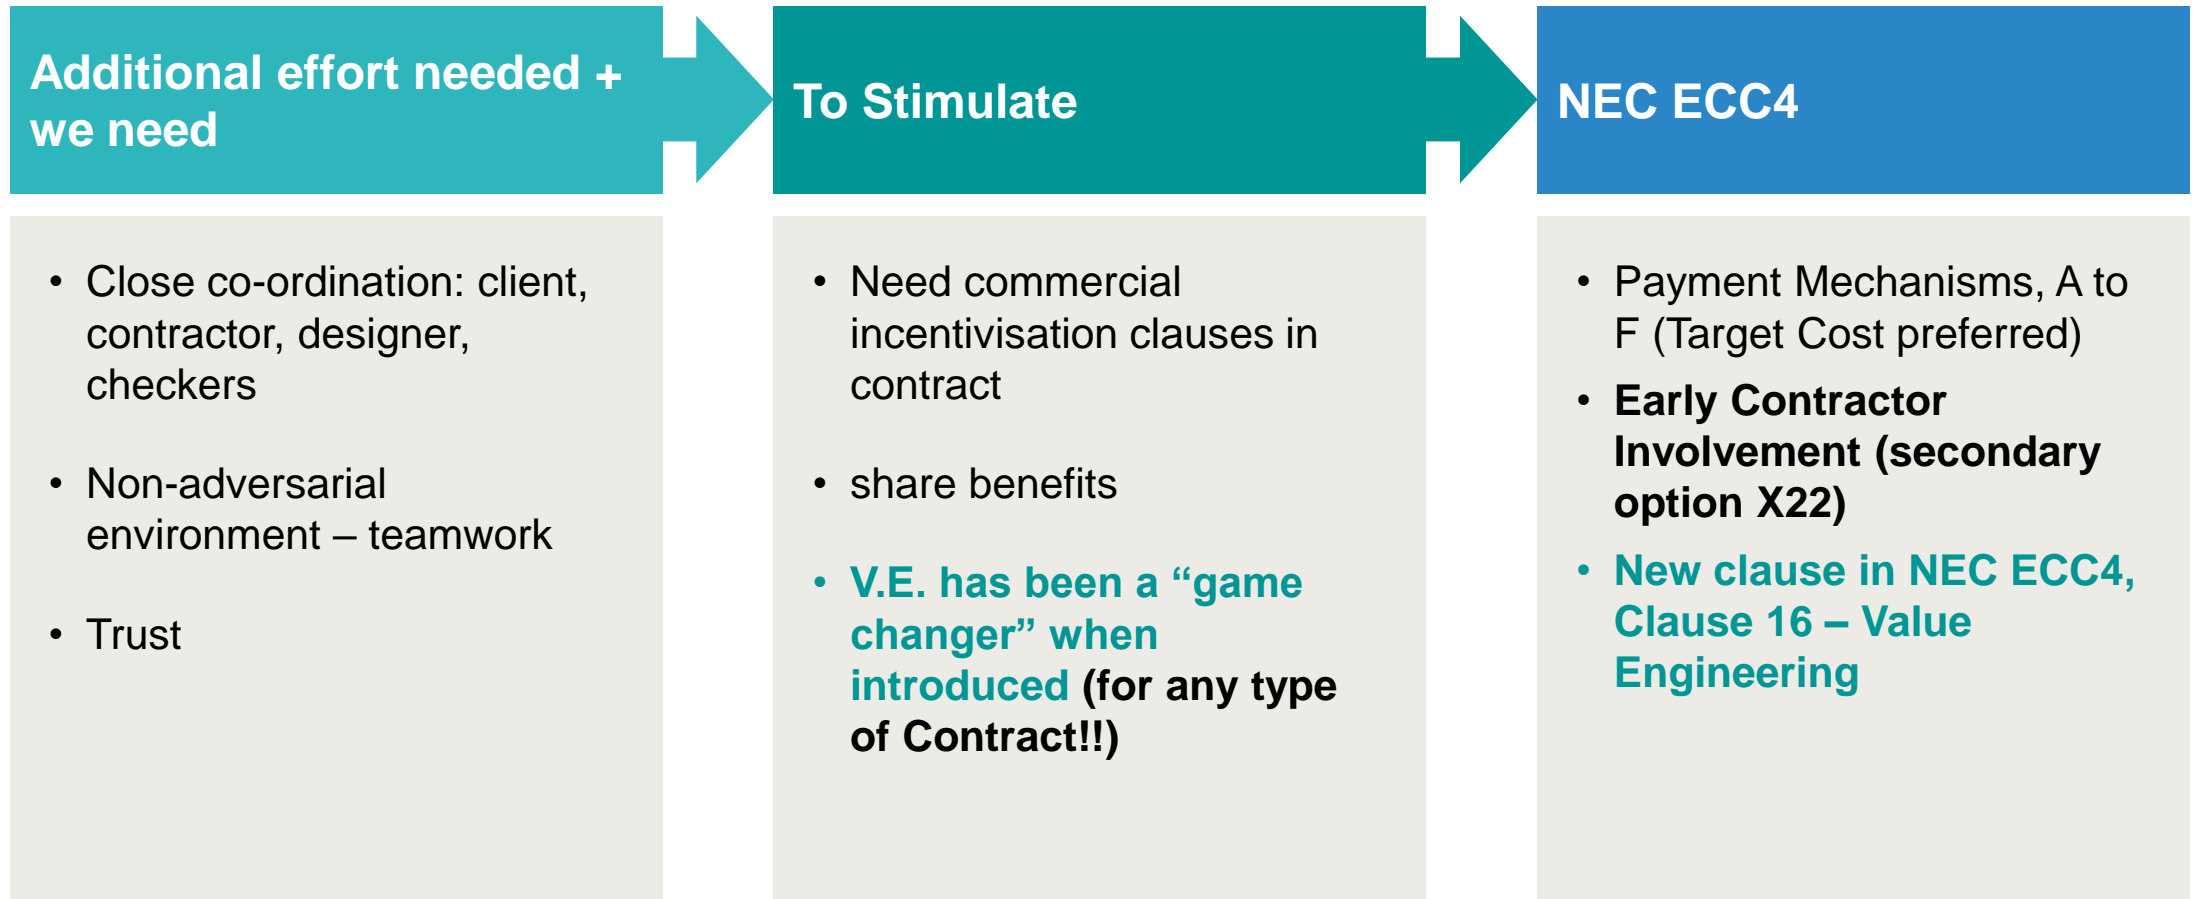 Additional effort needed +
we need
• Close co-ordination: client,
contractor, designer,
checkers
• Non-adversarial
environment – teamwork
• Trust
To Stimulate
• Need commercial
incentivisation clauses in
contract
• share benefits
• V.E. has been a “game
changer” when
introduced (for any type
of Contract!!)
NEC ECC4
• Payment Mechanisms, A to
F (Target Cost preferred)
• Early Contractor
Involvement (secondary
option X22)
• New clause in NEC ECC4,
Clause 16 – Value
Engineering